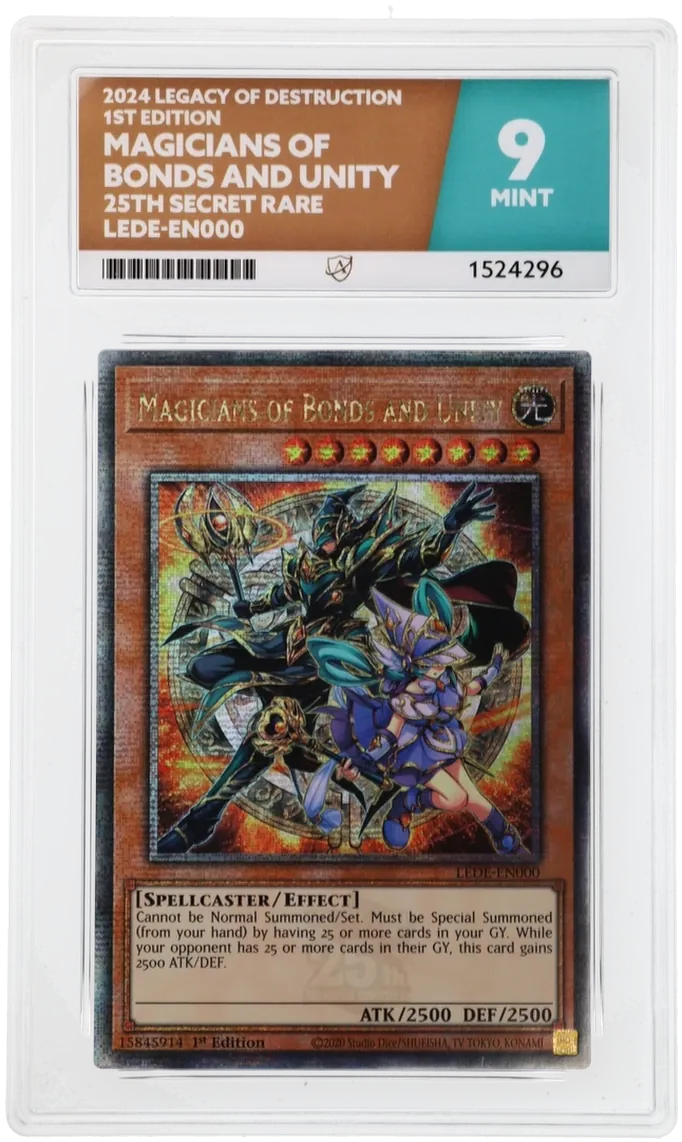 2024 LEGACY OF DESTRUCTION
1ST EDITION
MAGICIANS OF
BONDS AND UNITY
25TH SECRET RARE
LEDE-EN000
9
MINT
1524296
MAGICIANS OF BONDS AND UNITY
光
LEDE-EN000
[SPELLCASTER/EFFECT]
Cannot be Normal Summoned/Set. Must be Special Summoned
(from your hand) by having 25 or more cards in your GY. While
your opponent has 25 or more cards in their GY, this card gains
2500 ATK/DEF.
25th
ATK/2500 DEF/2500
15845914 1st Edition
©2020 Studio Dice/SHUEISHA, TV TOKYO, KONAMI